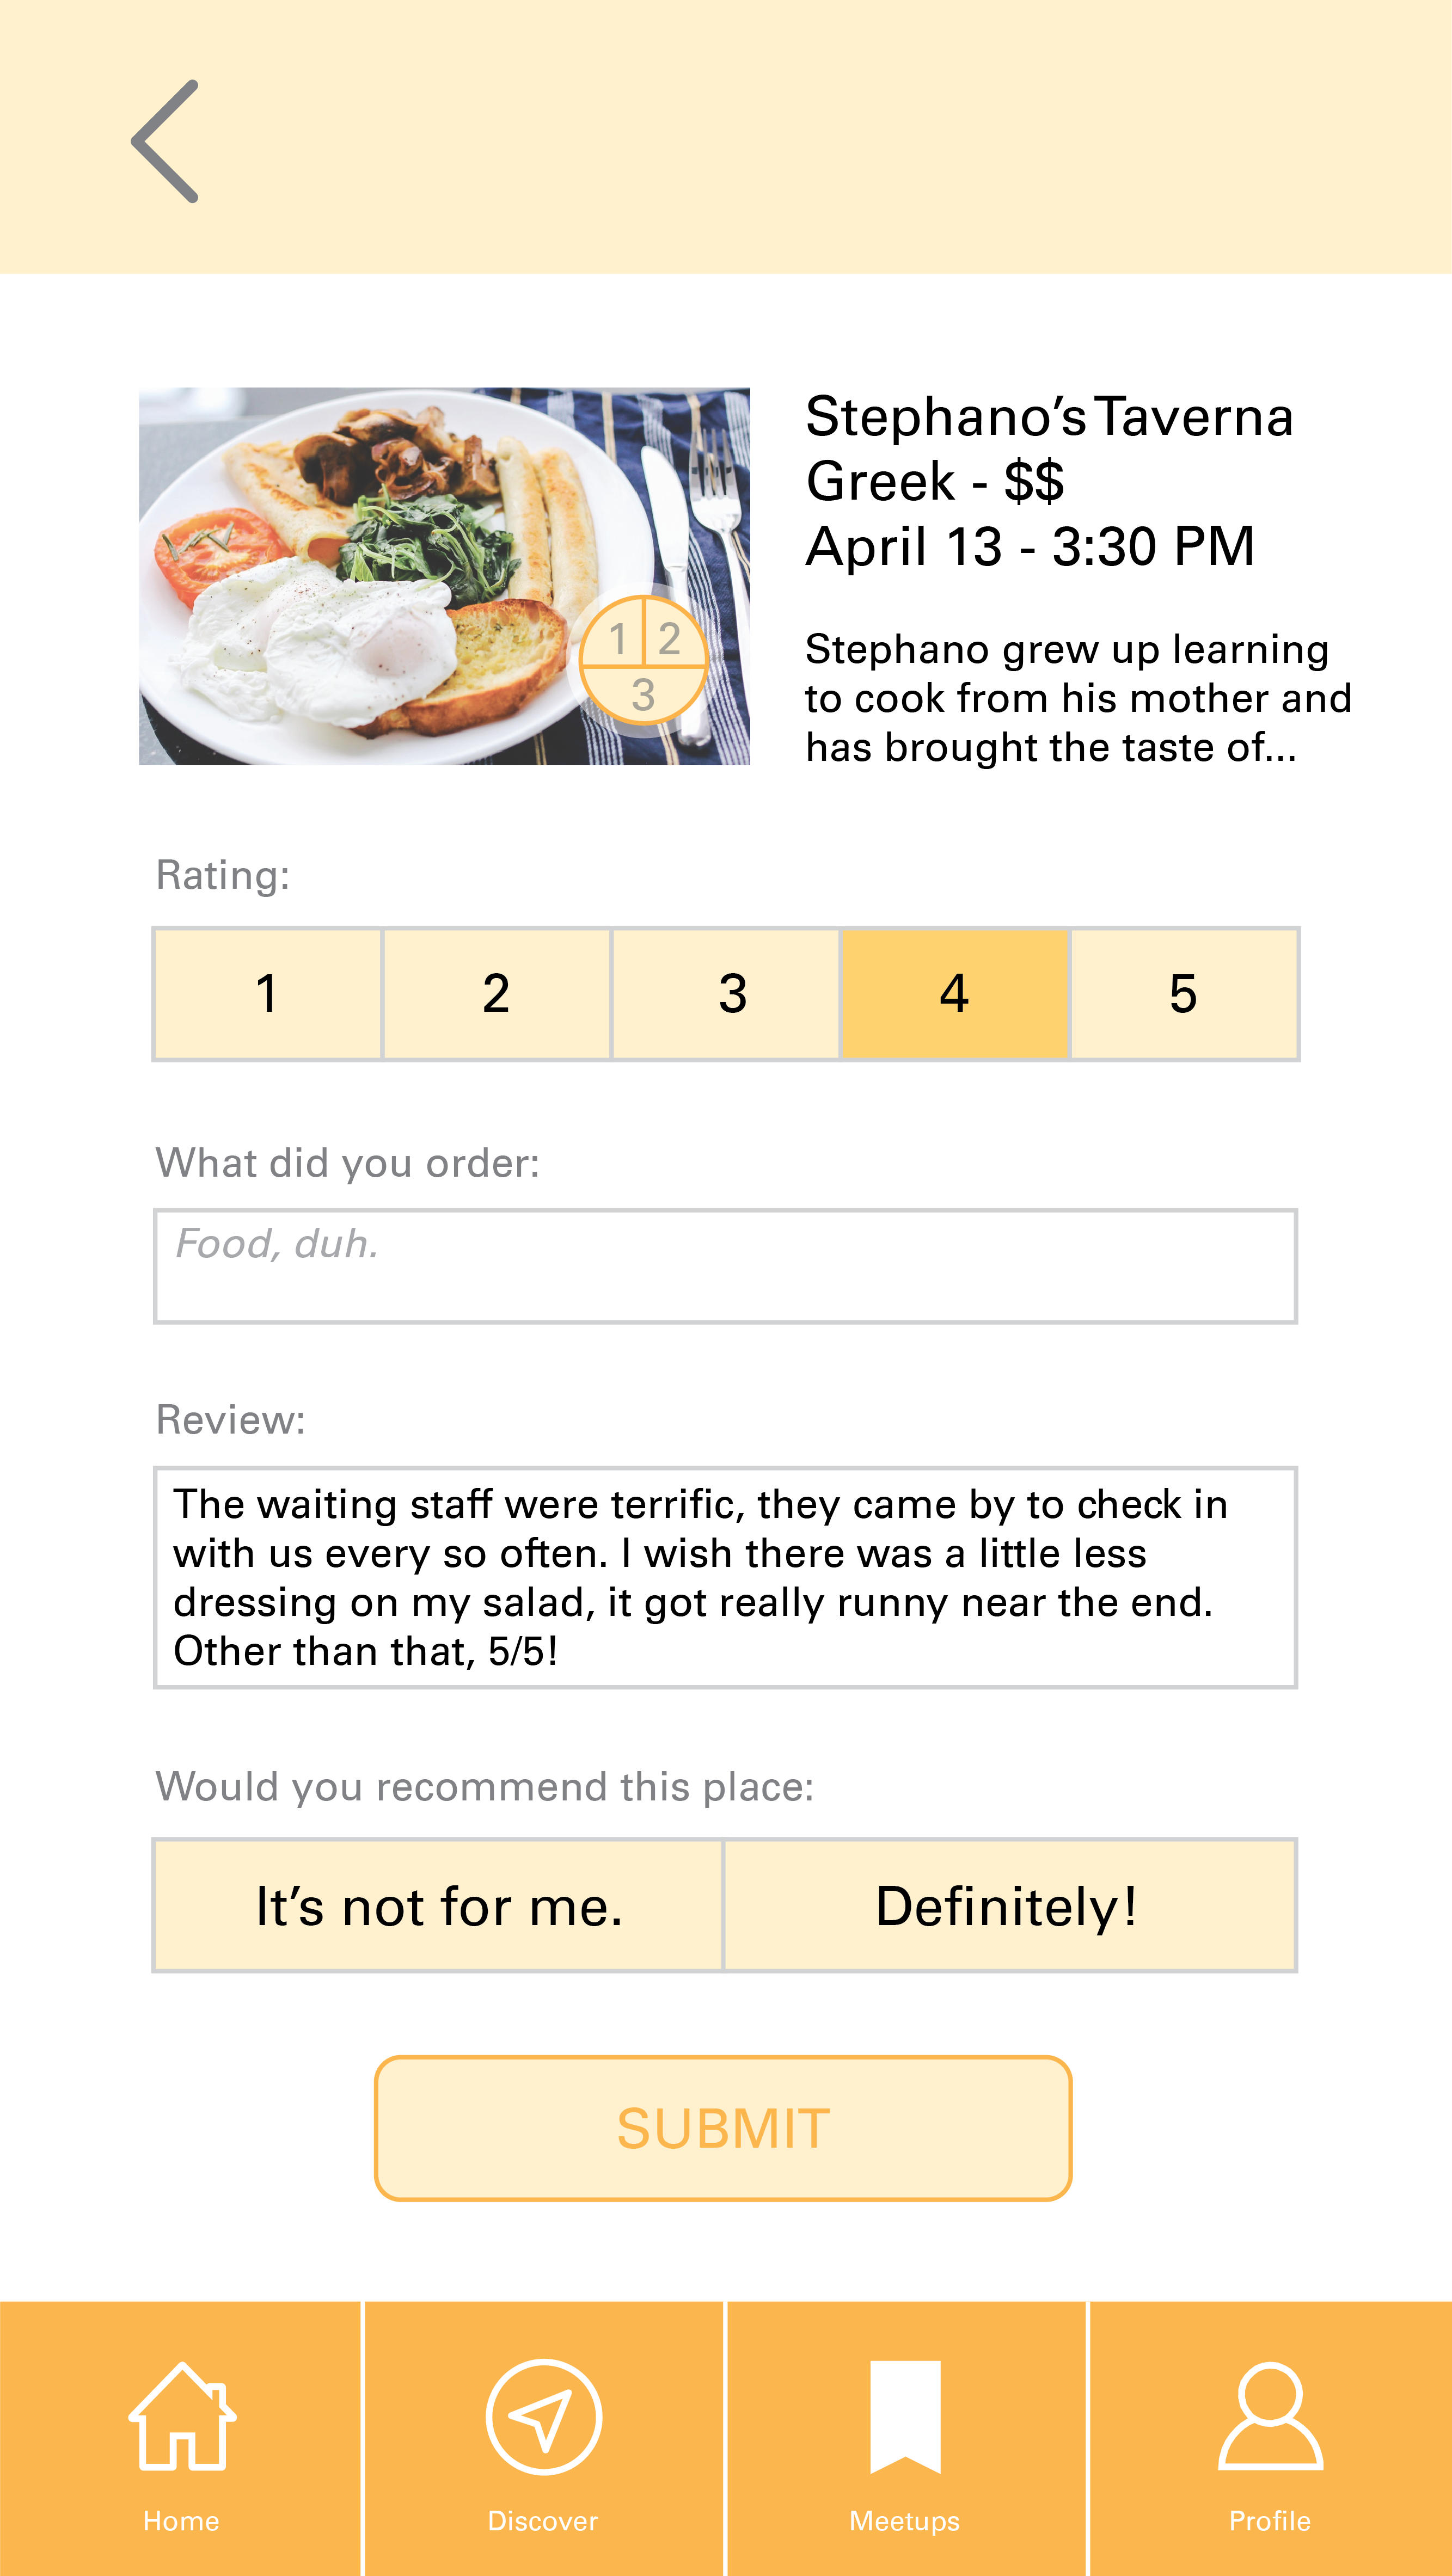 Stephano’s Taverna
Greek - $$
April 13 - 3:30 PM
1 2
3
Stephano grew up learning
to cook from his mother and
has brought the taste of...
Rating:
1 2 3 4 5
What did you order:
Food, duh.
Review:
The waiting staff were terrific, they came by to check in
with us every so often. I wish there was a little less
dressing on my salad, it got really runny near the end.
Other than that, 5/5!
Would you recommend this place:
It’s not for me. Definitely!
SUBMIT
Home Discover Meetups Profile